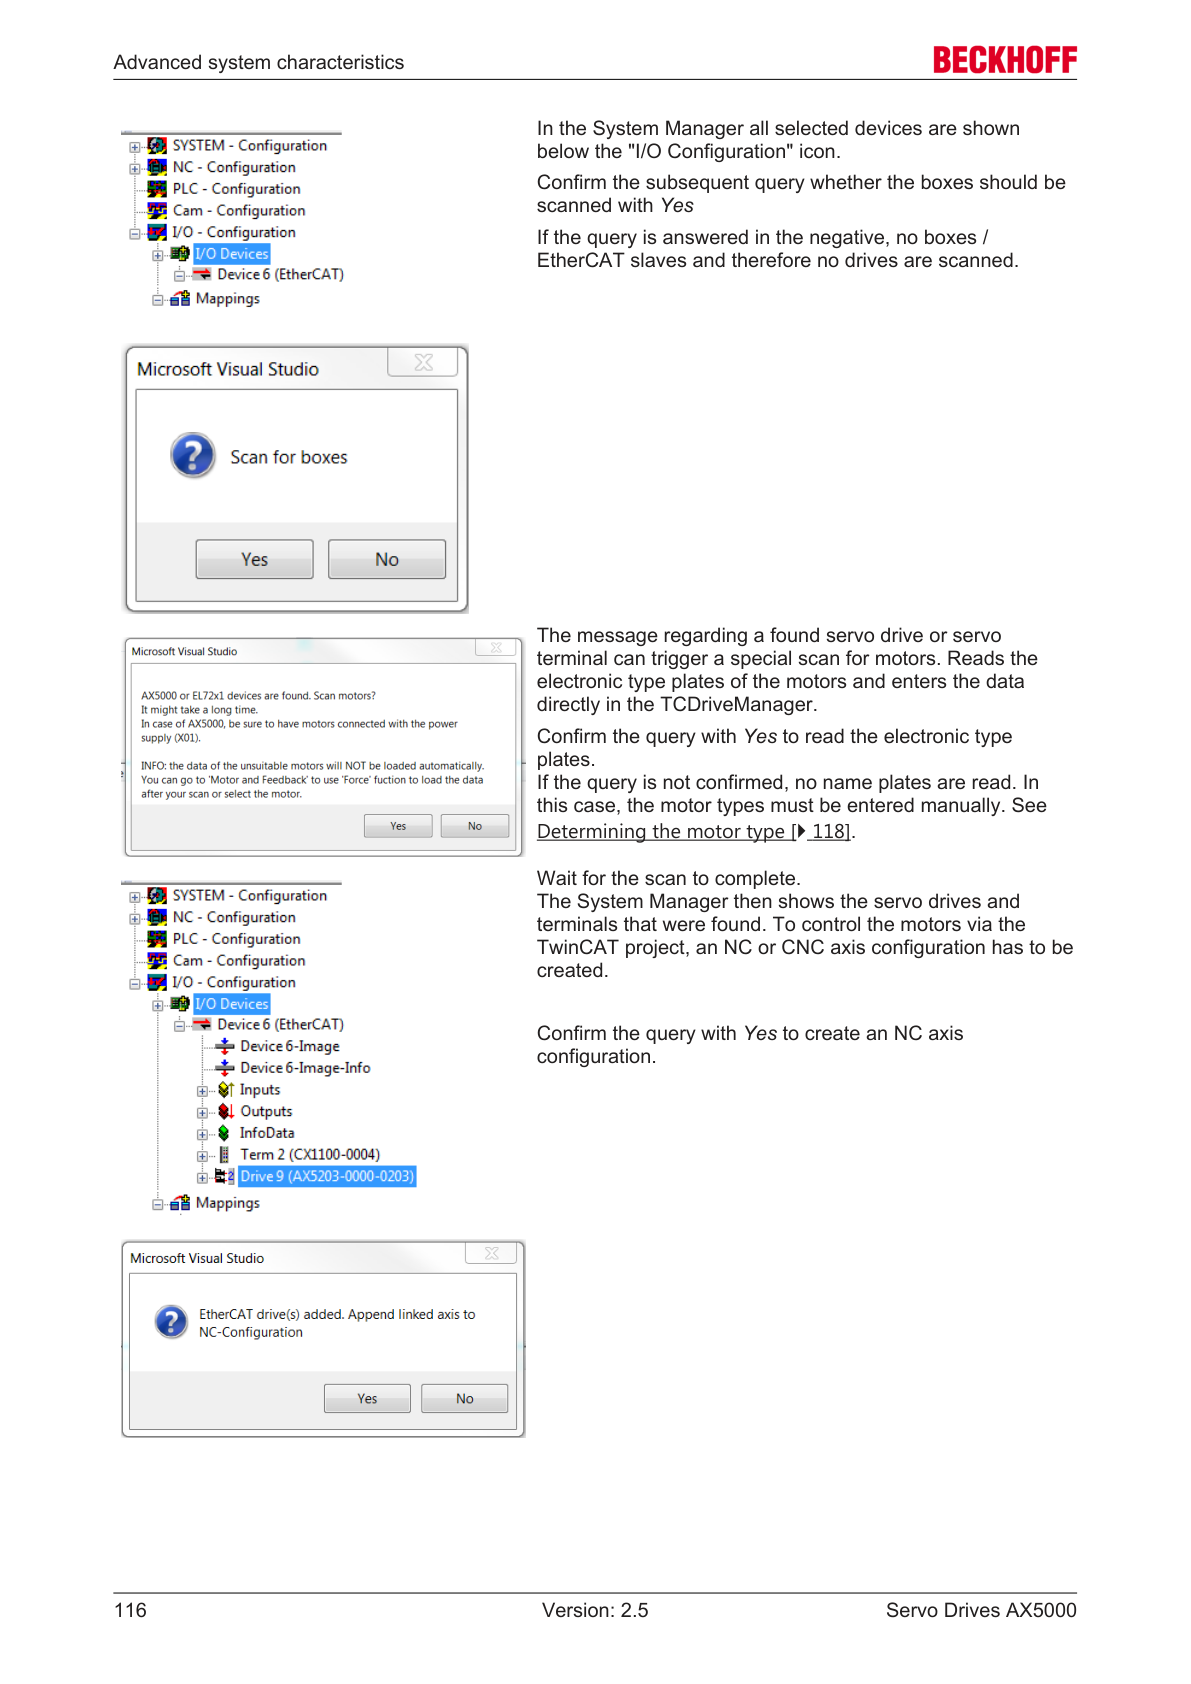 Advanced system characteristics
BECKHOFF
SYSTEM - Configuration
NC - Configuration
PLC - Configuration
Cam - Configuration
I/O - Configuration
I/O Devices
Device 6 (EtherCAT)
Mappings
In the System Manager all selected devices are shown
below the "I/O Configuration" icon.
Confirm the subsequent query whether the boxes should be
scanned with Yes
If the query is answered in the negative, no boxes /
EtherCAT slaves and therefore no drives are scanned.
Microsoft Visual Studio
Scan for boxes
Yes
No
Microsoft Visual Studio
AX5000 or EL72x1 devices are found. Scan motors?
It might take a long time.
In case of AX5000, be sure to have motors connected with the power
supply (X01).
INFO: the data of the unsuitable motors will NOT be loaded automatically.
You can go to 'Motor and Feedback' to use 'Force' fuction to load the data
after your scan or select the motor.
Yes
No
The message regarding a found servo drive or servo
terminal can trigger a special scan for motors. Reads the
electronic type plates of the motors and enters the data
directly in the TCDriveManager.
Confirm the query with Yes to read the electronic type
plates.
If the query is not confirmed, no name plates are read. In
this case, the motor types must be entered manually. See
Determining the motor type [▶ 118].
SYSTEM - Configuration
NC - Configuration
PLC - Configuration
Cam - Configuration
I/O - Configuration
I/O Devices
Device 6 (EtherCAT)
Device 6-Image
Device 6-Image-Info
Inputs
Outputs
InfoData
Term 2 (CX1100-0004)
Drive 9 (AX5203-0000-0203)
Mappings
Wait for the scan to complete.
The System Manager then shows the servo drives and
terminals that were found. To control the motors via the
TwinCAT project, an NC or CNC axis configuration has to be
created.
Confirm the query with Yes to create an NC axis
configuration.
Microsoft Visual Studio
EtherCAT drive(s) added. Append linked axis to
NC-Configuration
Yes
No
116
Version: 2.5
Servo Drives AX5000